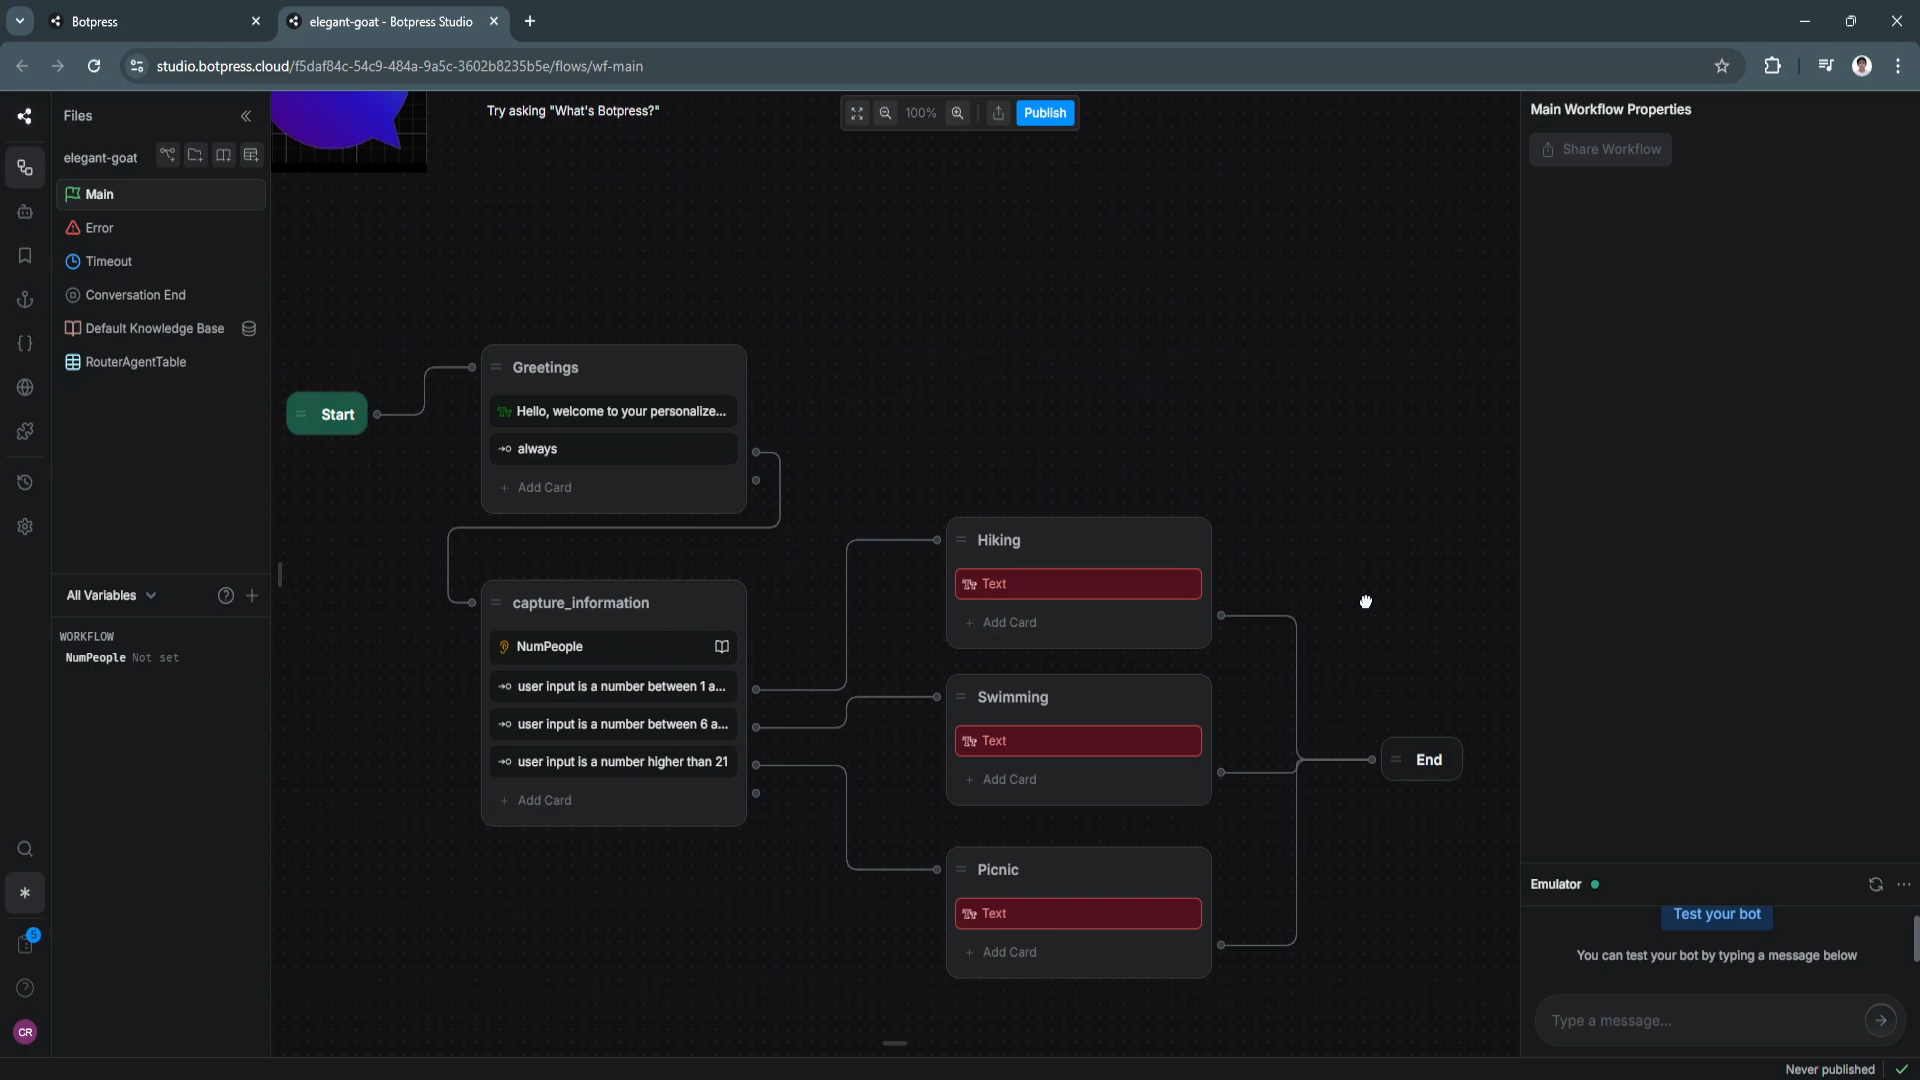 Botpress
elegant-goat - Botpress Studio
studio.botpress.cloud/f5daf84c-54c9-484a-9a5c-3602b8235b5e/flows/wf-main
Files
elegant-goat
Main
Error
Timeout
Conversation End
Default Knowledge Base
RouterAgentTable
All Variables
WORKFLOW
NumPeople Not set
5
CR
Try asking "What's Botpress?"
100%
Publish
Start
Greetings
Hello, welcome to your personalize...
always
+ Add Card
capture_information
NumPeople
user input is a number between 1 a...
user input is a number between 6 a...
user input is a number higher than 21
+ Add Card
Hiking
Text
+ Add Card
Swimming
Text
+ Add Card
Picnic
Text
+ Add Card
End
Main Workflow Properties
Share Workflow
Emulator
Test your bot
You can test your bot by typing a message below
Type a message...
Never published